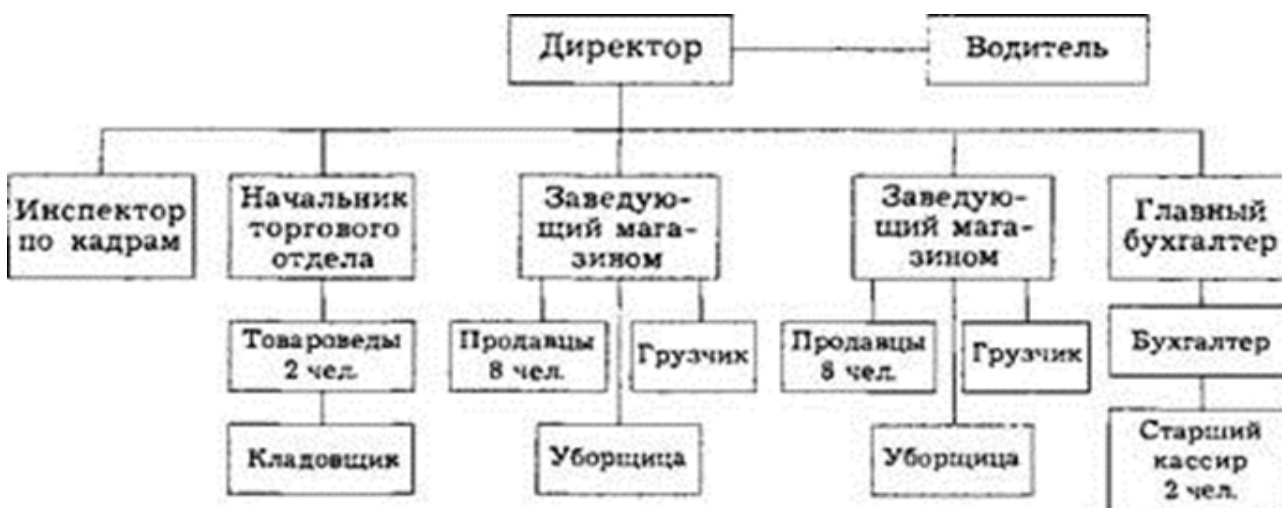 Директор
Водитель
Инспектор
по кадрам
Начальник
торгового
отдела
Заведую-
щий мага-
зином
Заведую-
щий мага-
зином
Главный
бухгалтер
Товароведы
2 чел.
Продавцы
8 чел.
Грузчик
Продавцы
8 чел.
Грузчик
Бухгалтер
Кладовщик
Уборщица
Уборщица
Старший
кассир
2 чел.